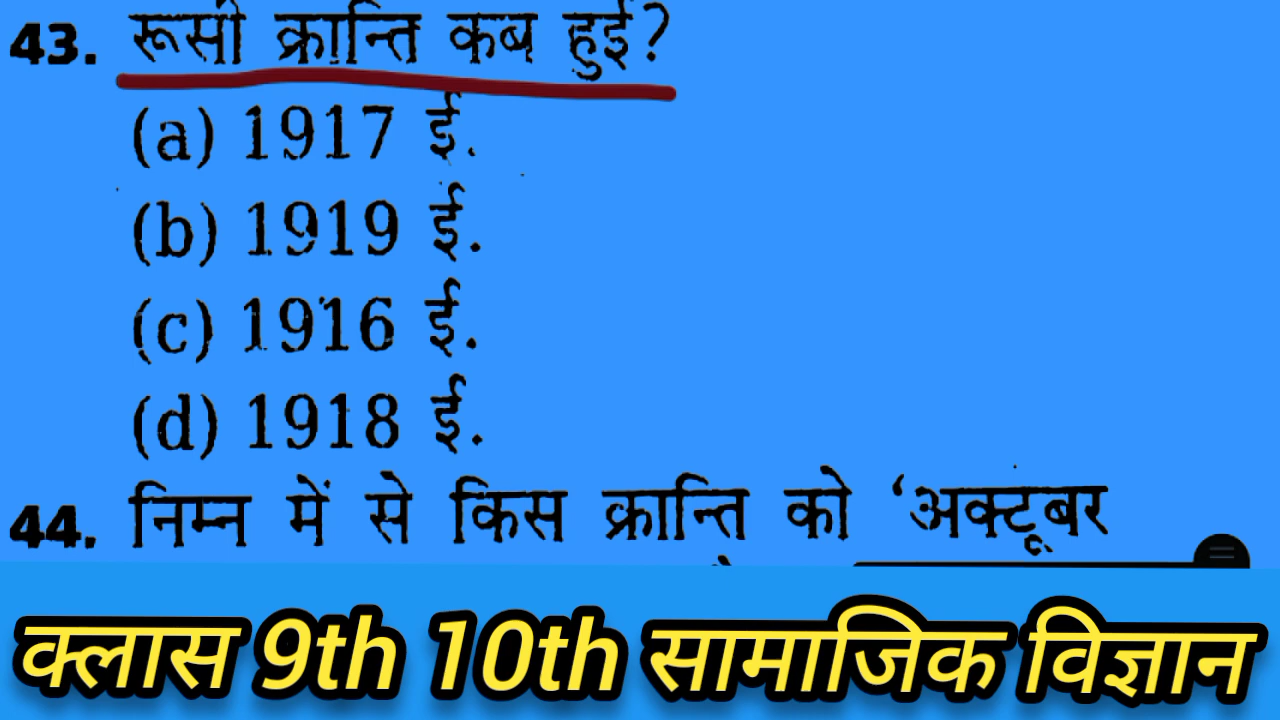 43. रूसी क्रान्ति कब हुई?
(a) 1917 ई.
(b) 1919 ई.
(c) 1916 ई.
(d) 1918 ई.
44. निम्न में से किस क्रान्ति को ‘अक्टूबर
क्लास 9th 10th सामाजिक विज्ञान